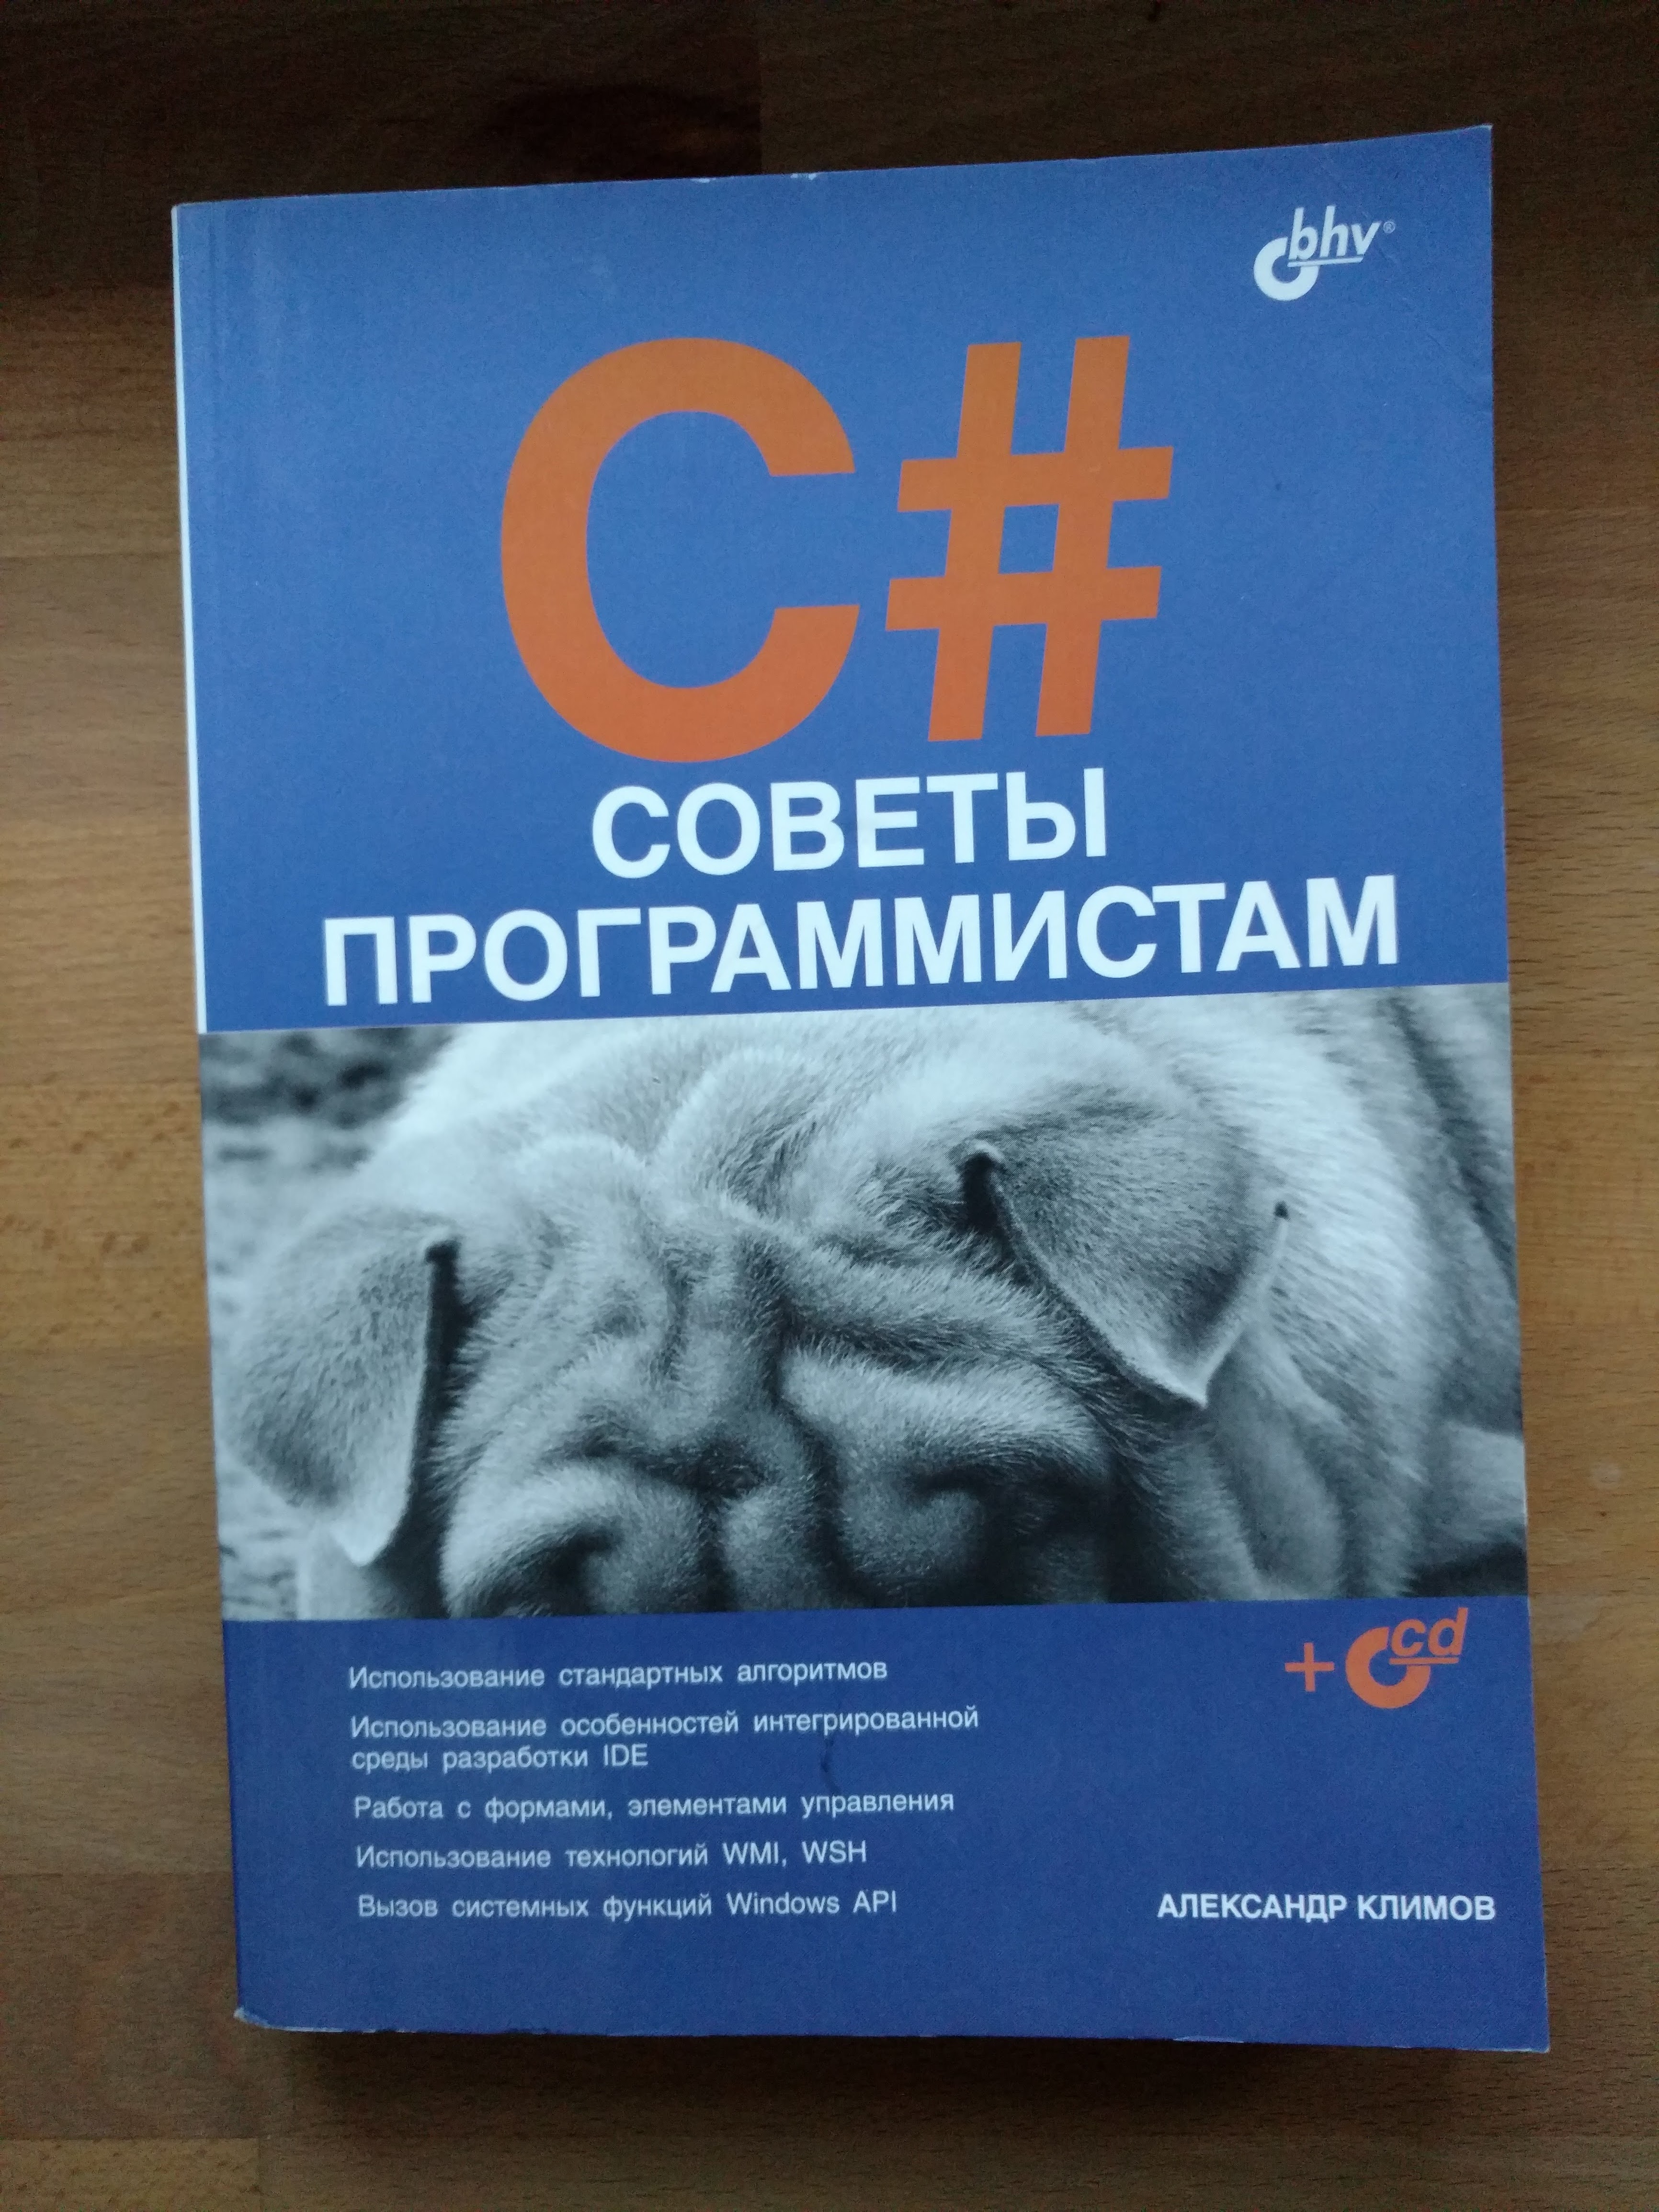 bhv®
C#
СОВЕТЫ
ПРОГРАММИСТАМ
+ cd
Использование стандартных алгоритмов
Использование особенностей интегрированной
среды разработки IDE
Работа с формами, элементами управления
Использование технологий WMI, WSH
Вызов системных функций Windows API
АЛЕКСАНДР КЛИМОВ